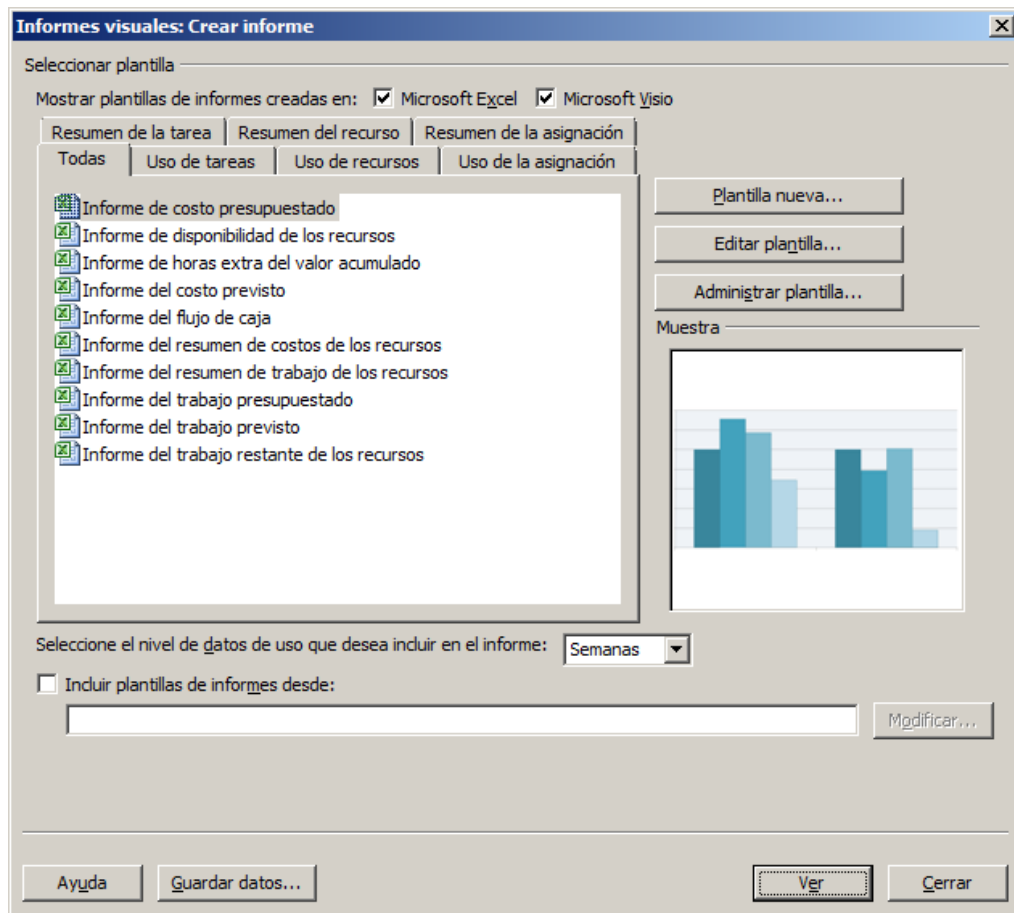 Informes visuales: Crear informe
Seleccionar plantilla
Mostrar plantillas de informes creadas en: Microsoft Excel Microsoft Visio
Resumen de la tarea Resumen del recurso Resumen de la asignación
Todas Uso de tareas Uso de recursos Uso de la asignación
Informe de costo presupuestado
Informe de disponibilidad de los recursos
Informe de horas extra del valor acumulado
Informe del costo previsto
Informe del flujo de caja
Informe del resumen de costos de los recursos
Informe del resumen de trabajo de los recursos
Informe del trabajo presupuestado
Informe del trabajo previsto
Informe del trabajo restante de los recursos
Plantilla nueva...
Editar plantilla...
Administrar plantilla...
Muestra
Seleccione el nivel de datos de uso que desea incluir en el informe: Semanas
Incluir plantillas de informes desde:
Modificar...
Ayuda Guardar datos... Ver Cerrar